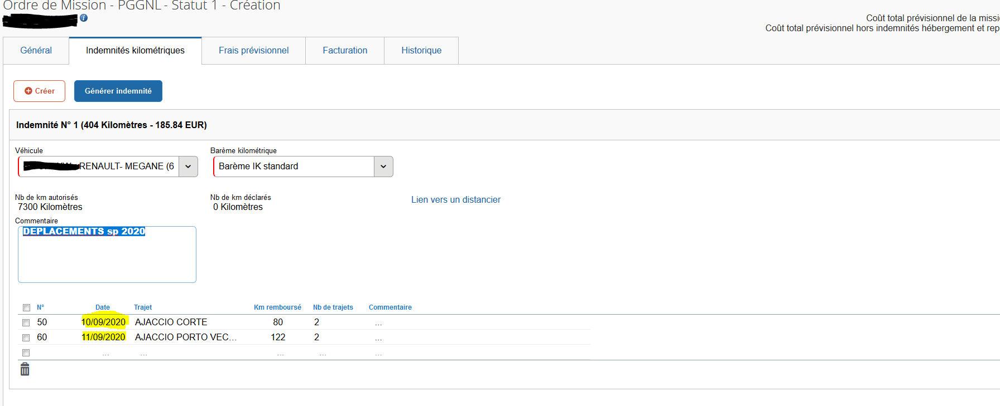 Ordre de Mission - PGGNL - Statut 1 - Création
Coût total prévisionnel de la missi
Coût total prévisionnel hors indemnités hébergement et rep
Général
Indemnités kilométriques
Frais prévisionnel
Facturation
Historique
Créer
Générer indemnité
Indemnité N° 1 (404 Kilomètres - 185.84 EUR)
Véhicule
Barème kilométrique
RENAULT- MEGANE (6
Barème IK standard
Nb de km autorisés
Nb de km déclarés
7300 Kilomètres
0 Kilomètres
Lien vers un distancier
Commentaire
DEPLACEMENTS sp 2020
N° Date Trajet Km remboursé Nb de trajets Commentaire
50 10/09/2020 AJACCIO CORTE 80 2 ...
60 11/09/2020 AJACCIO PORTO VEC... 122 2 ...
... ... ... ... ...